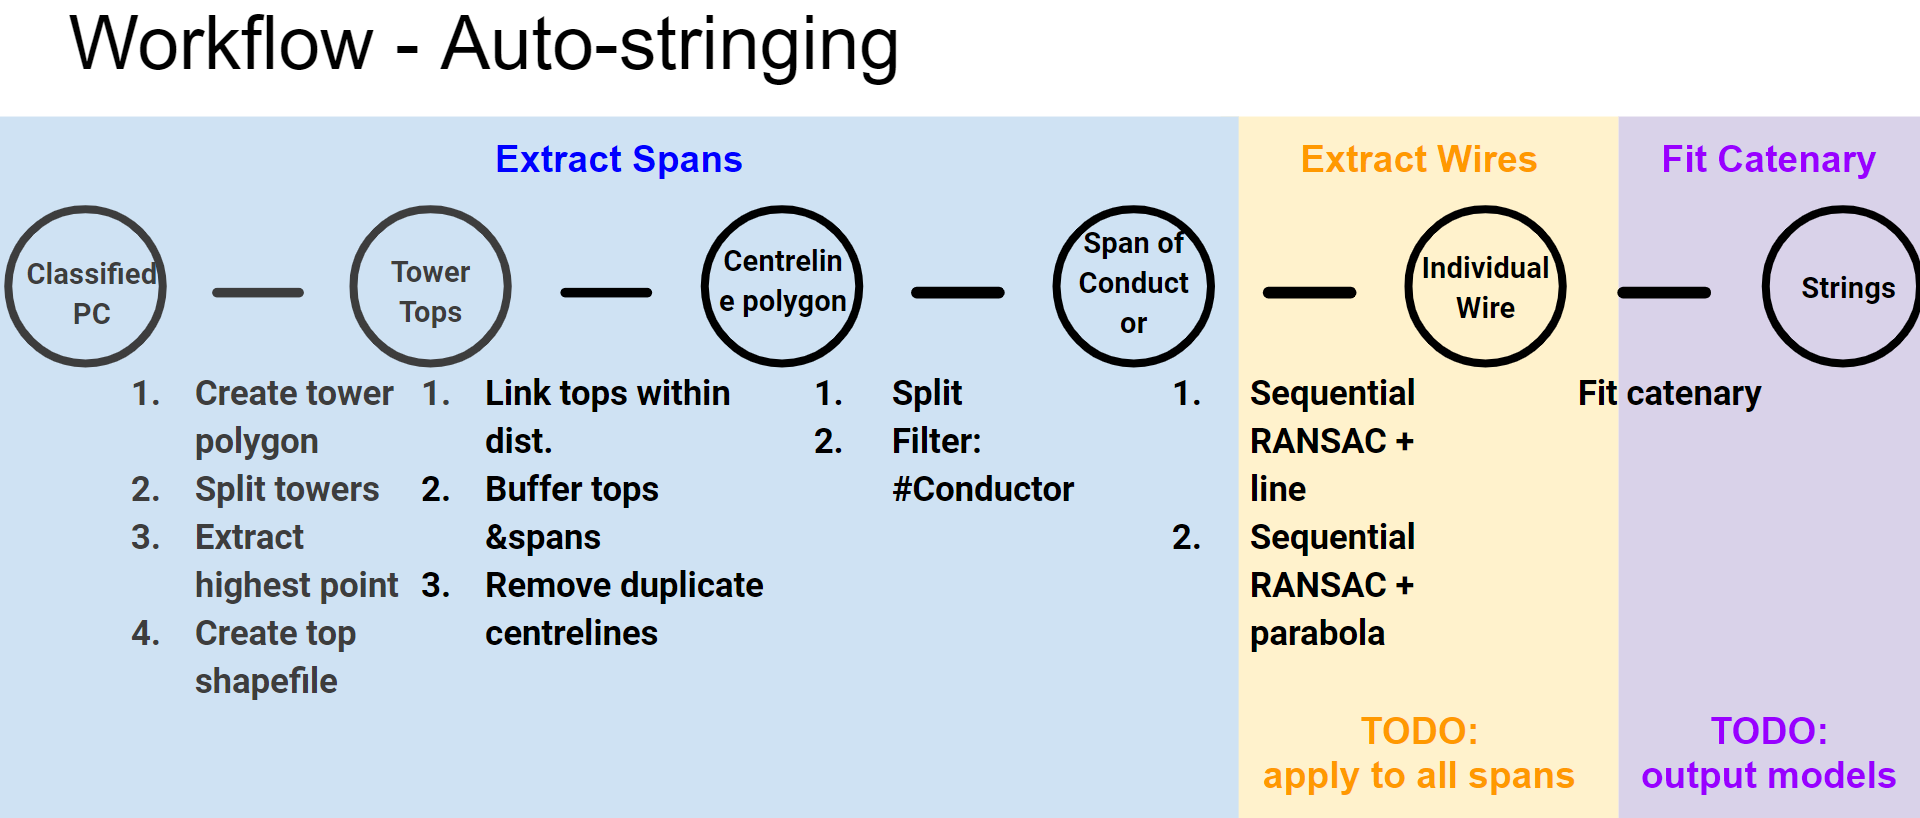 Workflow - Auto-stringing
Extract Spans
Extract Wires
Fit Catenary
Classified
PC
Tower
Tops
Centrelin
e polygon
Span of
Conduct
or
Individual
Wire
Strings
1. Create tower
polygon
2. Split towers
3. Extract
highest point
4. Create top
shapefile
1. Link tops within
dist.
2. Buffer tops
&spans
3. Remove duplicate
centrelines
1. Split
2. Filter:
#Conductor
1. Sequential
RANSAC +
line
2. Sequential
RANSAC +
parabola
Fit catenary
TODO:
apply to all spans
TODO:
output models